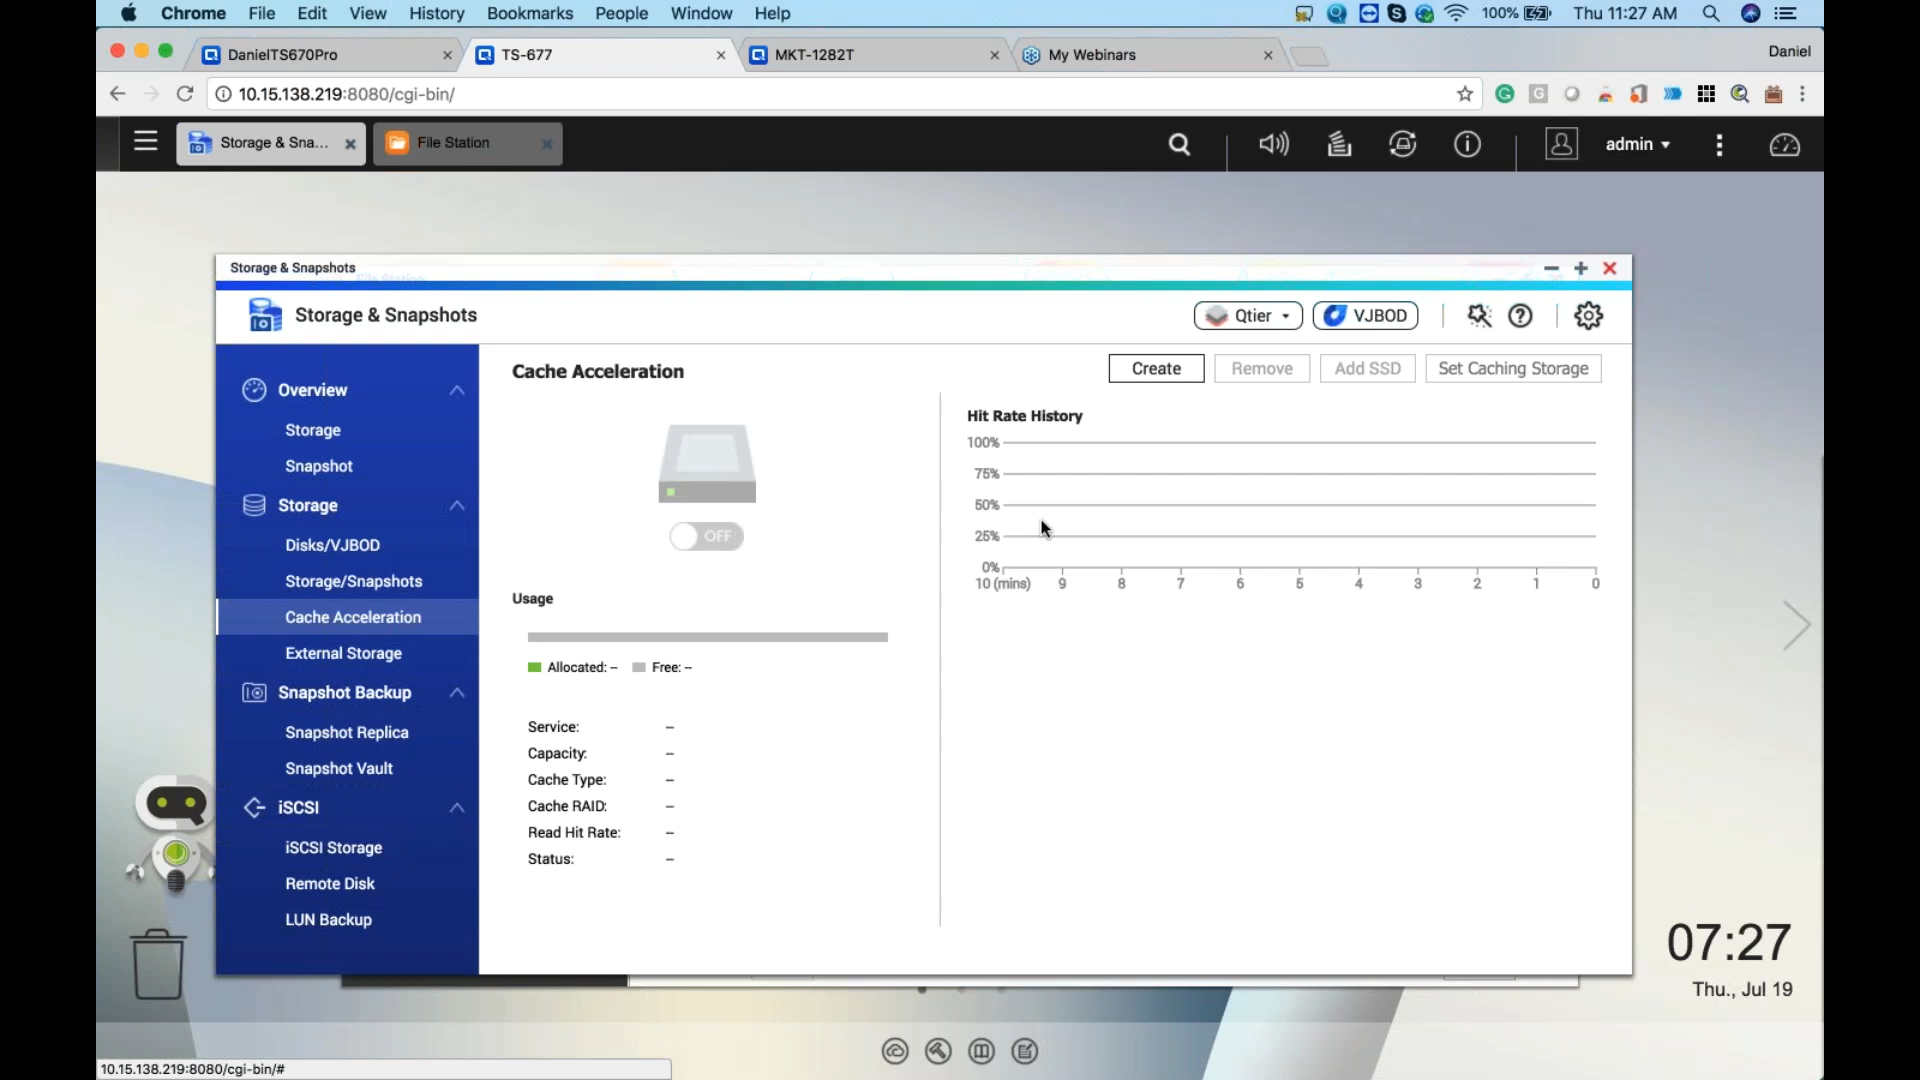 Chrome File Edit View History Bookmarks People Window Help 100% Thu 11:27 AM
DanielTS670Pro TS-677 MKT-1282T My Webinars Daniel
10.15.138.219:8080/cgi-bin/
Storage & Sna... File Station admin
Storage & Snapshots
File Station
Storage & Snapshots Qtier VJBOD
Overview
Storage
Snapshot
Storage
Disks/VJBOD
Storage/Snapshots
Cache Acceleration
External Storage
Snapshot Backup
Snapshot Replica
Snapshot Vault
iSCSI
iSCSI Storage
Remote Disk
LUN Backup
Cache Acceleration
Create Remove Add SSD Set Caching Storage
OFF
Usage
Allocated: -- Free: --
Service: --
Capacity: --
Cache Type: --
Cache RAID: --
Read Hit Rate: --
Status: --
Hit Rate History
100%
75%
50%
25%
0%
10 (mins) 9 8 7 6 5 4 3 2 1 0
07:27
Thu., Jul 19
10.15.138.219:8080/cgi-bin/#